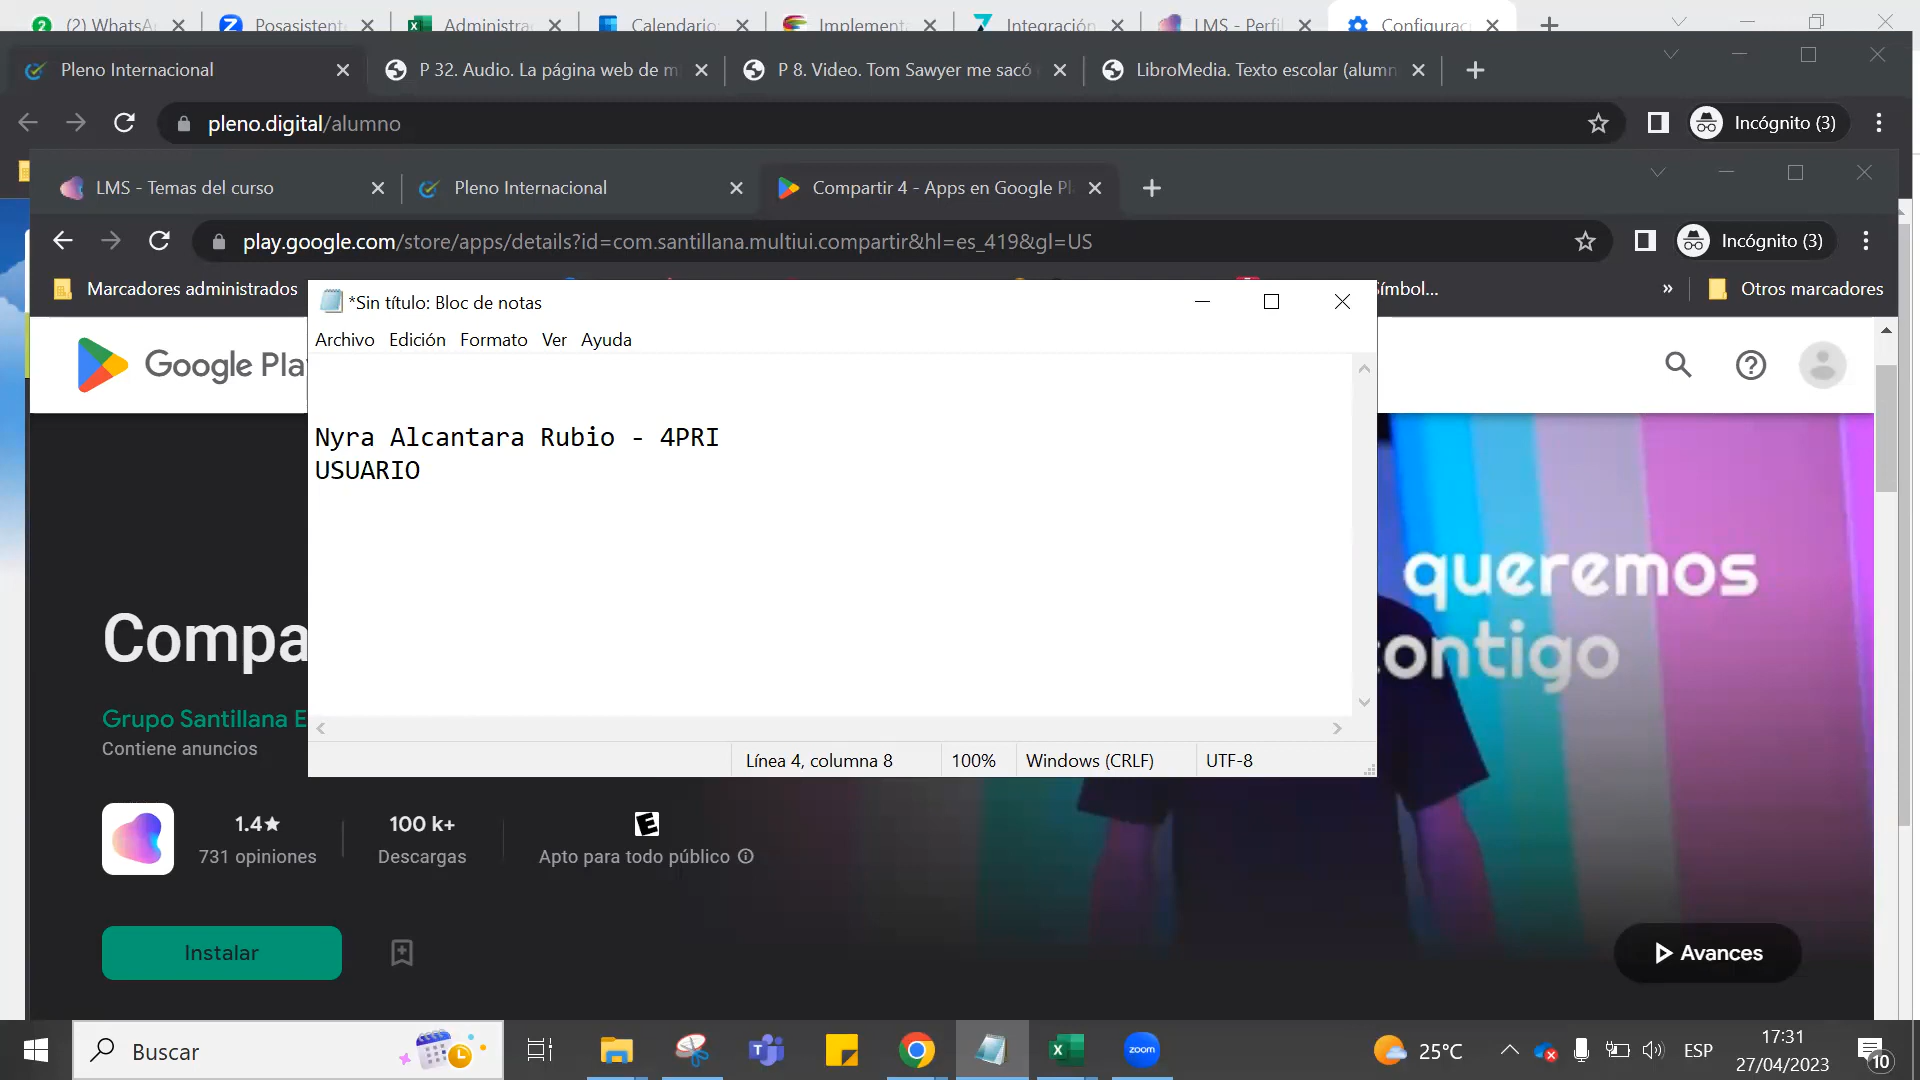 (2) WhatsA
Posasistent
Administra
Calendario:
Implement
Integración
LMS - Perfil
Configurac
Pleno Internacional
P 32. Audio. La página web de m
P 8. Video. Tom Sawyer me sacó
LibroMedia. Texto escolar (alumn
pleno.digital/alumno
Incógnito (3)
LMS - Temas del curso
Pleno Internacional
Compartir 4 - Apps en Google Pl
play.google.com/store/apps/details?id=com.santillana.multiui.compartir&hl=es_419&gl=US
Incógnito (3)
Marcadores administrados
Símbol...
»
Otros marcadores
*Sin título: Bloc de notas
Archivo Edición Formato Ver Ayuda
Google Pla
Nyra Alcantara Rubio - 4PRI
USUARIO
queremos
contigo
Compa
Grupo Santillana E
Contiene anuncios
Línea 4, columna 8
100%
Windows (CRLF)
UTF-8
1.4★
731 opiniones
100 k+
Descargas
E
Apto para todo público
Instalar
Avances
Buscar
zoom
25°C
ESP
17:31
27/04/2023
10